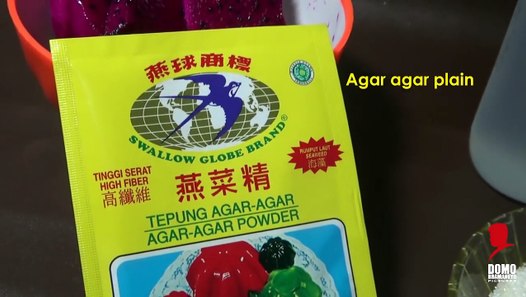 燕球商標
SWALLOW GLOBE BRAND
Agar agar plain
TINGGI SERAT
HIGH FIBER
高纖維
RUMPUT LAUT
SEAWEED
海藻
燕菜精
TEPUNG AGAR-AGAR
AGAR-AGAR POWDER
DOMO
PICTURES